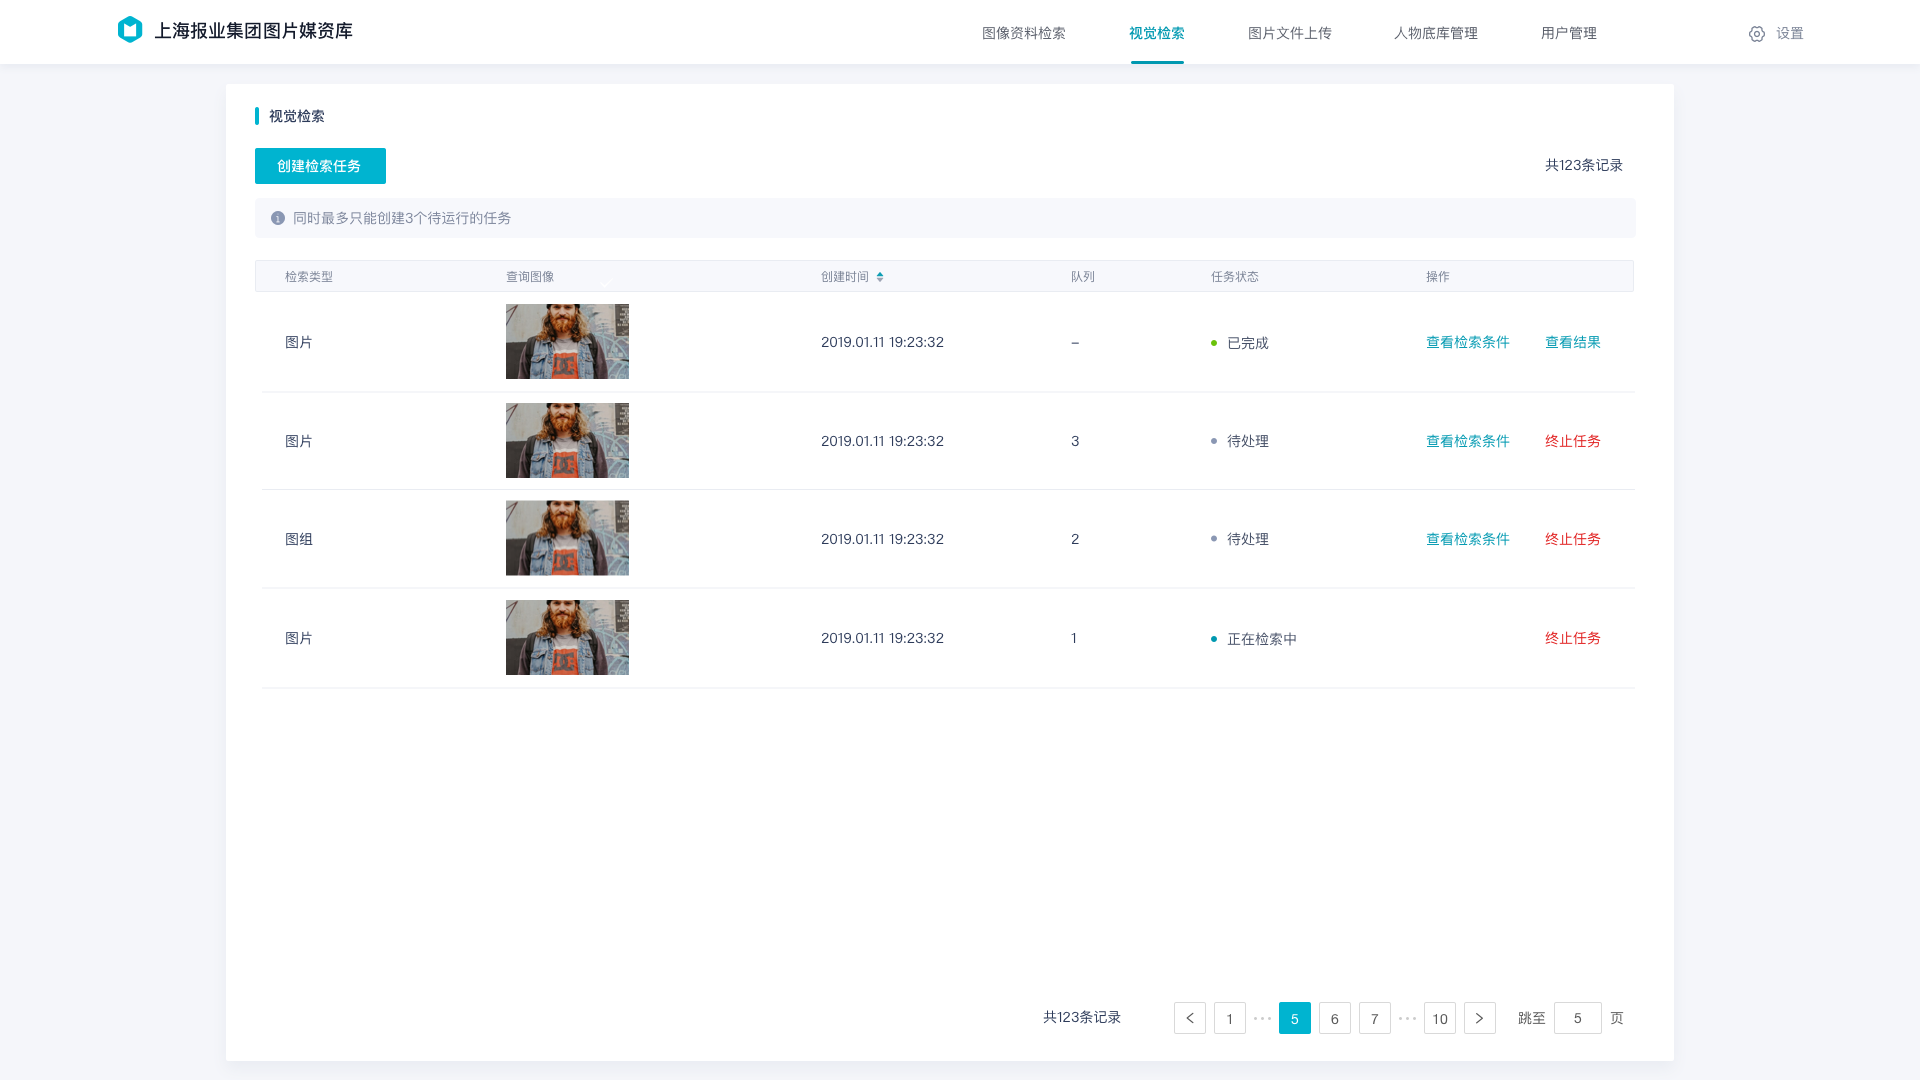 上海报业集团图片媒资库
图像资料检索 视觉检索 图片文件上传 人物底库管理 用户管理 设置
视觉检索
创建检索任务 共123条记录
同时最多只能创建3个待运行的任务
检索类型 查询图像 创建时间 队列 任务状态 操作
图片 2019.01.11 19:23:32 – 已完成 查看检索条件 查看结果
图片 2019.01.11 19:23:32 3 待处理 查看检索条件 终止任务
图组 2019.01.11 19:23:32 2 待处理 查看检索条件 终止任务
图片 2019.01.11 19:23:32 1 正在检索中 终止任务
共123条记录 < 1 ··· 5 6 7 ··· 10 > 跳至 5 页